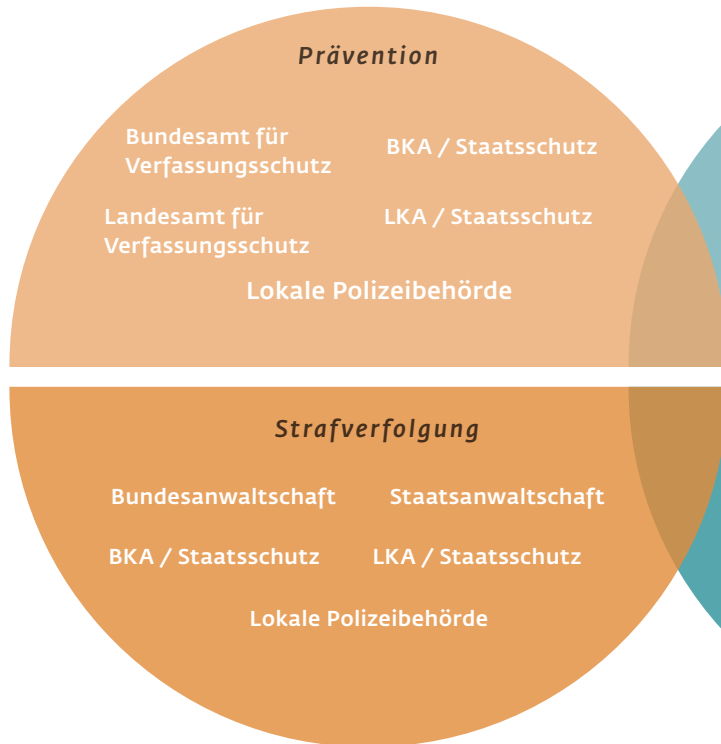 Prävention
Bundesamt für
Verfassungsschutz
BKA / Staatsschutz
Landesamt für
Verfassungsschutz
LKA / Staatsschutz
Lokale Polizeibehörde
Strafverfolgung
Bundesanwaltschaft
Staatsanwaltschaft
BKA / Staatsschutz
LKA / Staatsschutz
Lokale Polizeibehörde